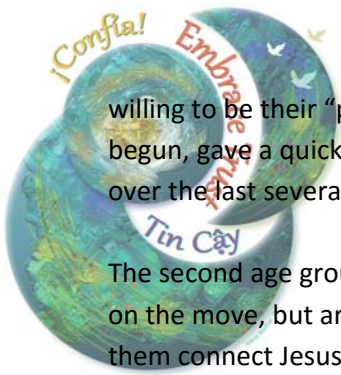 ¡Confía!
Embrace trust
Tin Cậy
willing to be their “p
begun, gave a quick
over the last severa
The second age grou
on the move, but ar
them connect Jesus